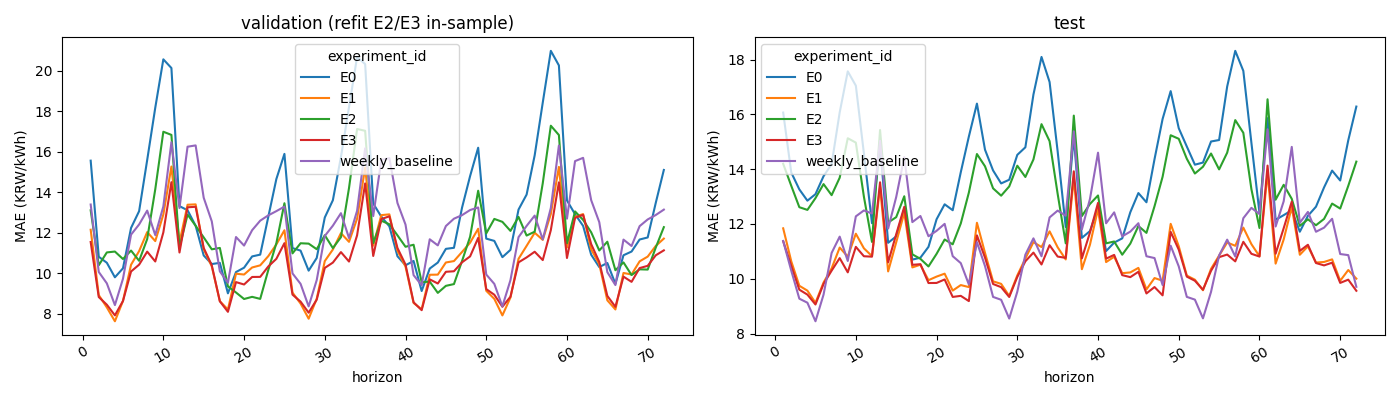 validation (refit E2/E3 in-sample)
MAE (KRW/kWh)
20
18
16
14
12
10
8
experiment_id
E0
E1
E2
E3
weekly_baseline
0
10
20
30
40
50
60
70
horizon
test
MAE (KRW/kWh)
18
16
14
12
10
8
experiment_id
E0
E1
E2
E3
weekly_baseline
0
10
20
30
40
50
60
70
horizon